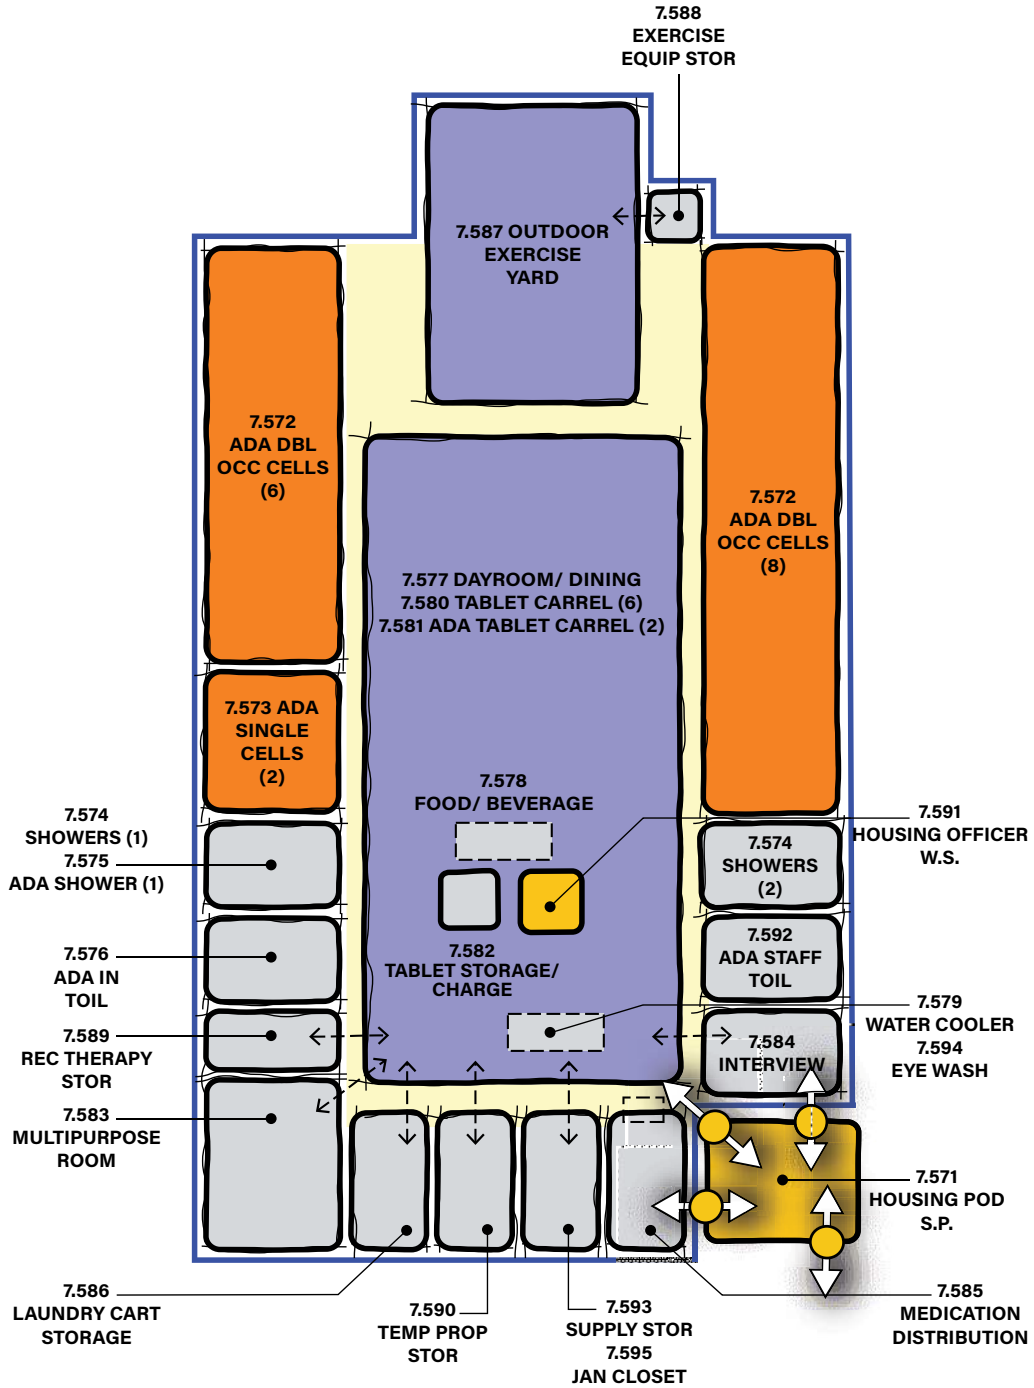 7.588
EXERCISE
EQUIP STOR
7.587 OUTDOOR
EXERCISE
YARD
7.572
ADA DBL
OCC CELLS
(6)
7.572
ADA DBL
OCC CELLS
(8)
7.577 DAYROOM/ DINING
7.580 TABLET CARREL (6)
7.581 ADA TABLET CARREL (2)
7.573 ADA
SINGLE
CELLS
(2)
7.578
FOOD/ BEVERAGE
7.574
SHOWERS (1)
7.575
ADA SHOWER (1)
7.591
HOUSING OFFICER
W.S.
7.574
SHOWERS
(2)
7.582
TABLET STORAGE/
CHARGE
7.592
ADA STAFF
TOIL
7.576
ADA IN
TOIL
7.579
WATER COOLER
7.594
EYE WASH
7.589
REC THERAPY
STOR
7.584
INTERVIEW
7.583
MULTIPURPOSE
ROOM
7.571
HOUSING POD
S.P.
7.586
LAUNDRY CART
STORAGE
7.590
TEMP PROP
STOR
7.593
SUPPLY STOR
7.595
JAN CLOSET
7.585
MEDICATION
DISTRIBUTION